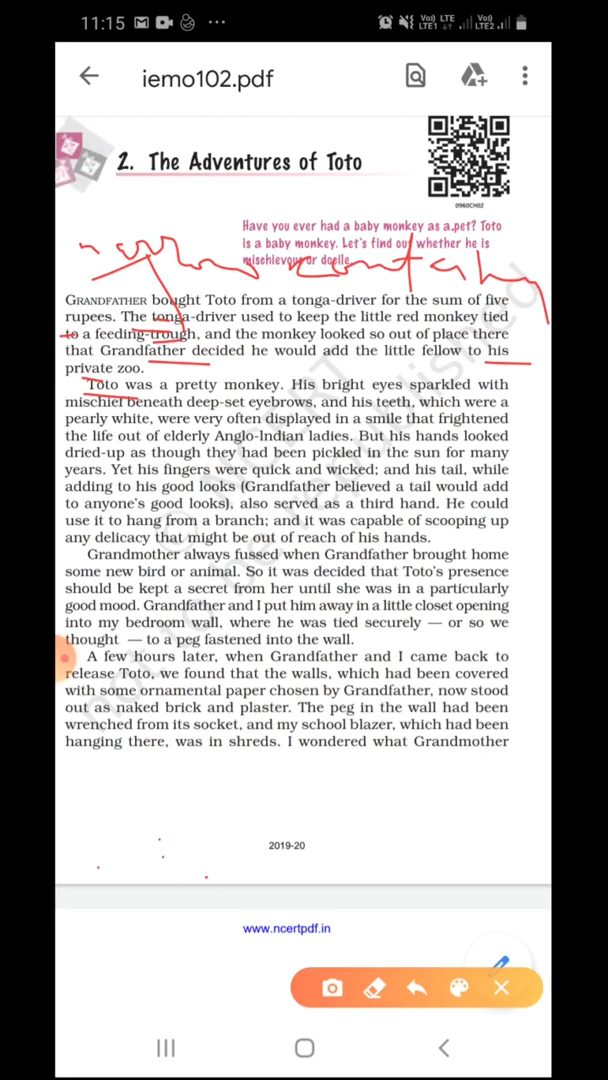 11:15 Vo)) LTE LTE1 Vo)) LTE2
iemo102.pdf
2. The Adventures of Toto
0960CH02
Have you ever had a baby monkey as a pet? Toto
is a baby monkey. Let's find out whether he is
mischievous or docile.
GRANDFATHER bought Toto from a tonga-driver for the sum of five
rupees. The tonga-driver used to keep the little red monkey tied
to a feeding-trough, and the monkey looked so out of place there
that Grandfather decided he would add the little fellow to his
private zoo.
Toto was a pretty monkey. His bright eyes sparkled with
mischief beneath deep-set eyebrows, and his teeth, which were a
pearly white, were very often displayed in a smile that frightened
the life out of elderly Anglo-Indian ladies. But his hands looked
dried-up as though they had been pickled in the sun for many
years. Yet his fingers were quick and wicked; and his tail, while
adding to his good looks (Grandfather believed a tail would add
to anyone's good looks), also served as a third hand. He could
use it to hang from a branch; and it was capable of scooping up
any delicacy that might be out of reach of his hands.
Grandmother always fussed when Grandfather brought home
some new bird or animal. So it was decided that Toto's presence
should be kept a secret from her until she was in a particularly
good mood. Grandfather and I put him away in a little closet opening
into my bedroom wall, where he was tied securely — or so we
thought — to a peg fastened into the wall.
A few hours later, when Grandfather and I came back to
release Toto, we found that the walls, which had been covered
with some ornamental paper chosen by Grandfather, now stood
out as naked brick and plaster. The peg in the wall had been
wrenched from its socket, and my school blazer, which had been
hanging there, was in shreds. I wondered what Grandmother
© NCERT
not to be republished
2019-20
www.ncertpdf.in